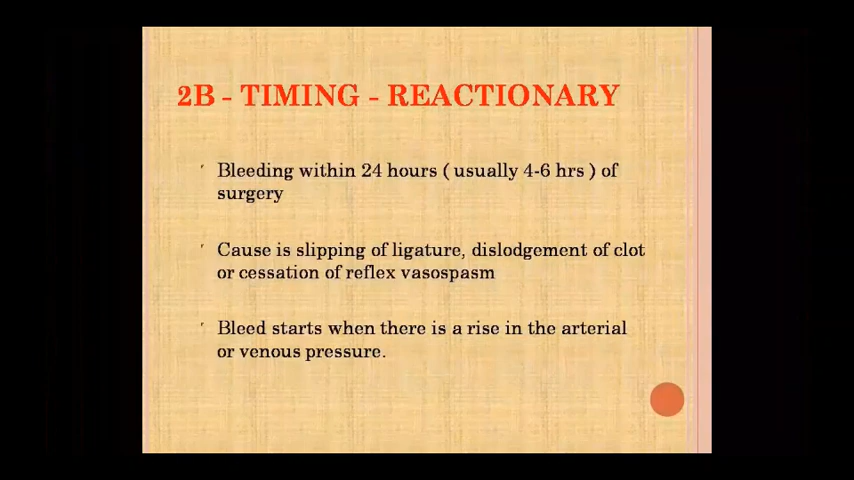 2B - TIMING - REACTIONARY
Bleeding within 24 hours ( usually 4-6 hrs ) of
surgery
Cause is slipping of ligature, dislodgement of clot
or cessation of reflex vasospasm
Bleed starts when there is a rise in the arterial
or venous pressure.